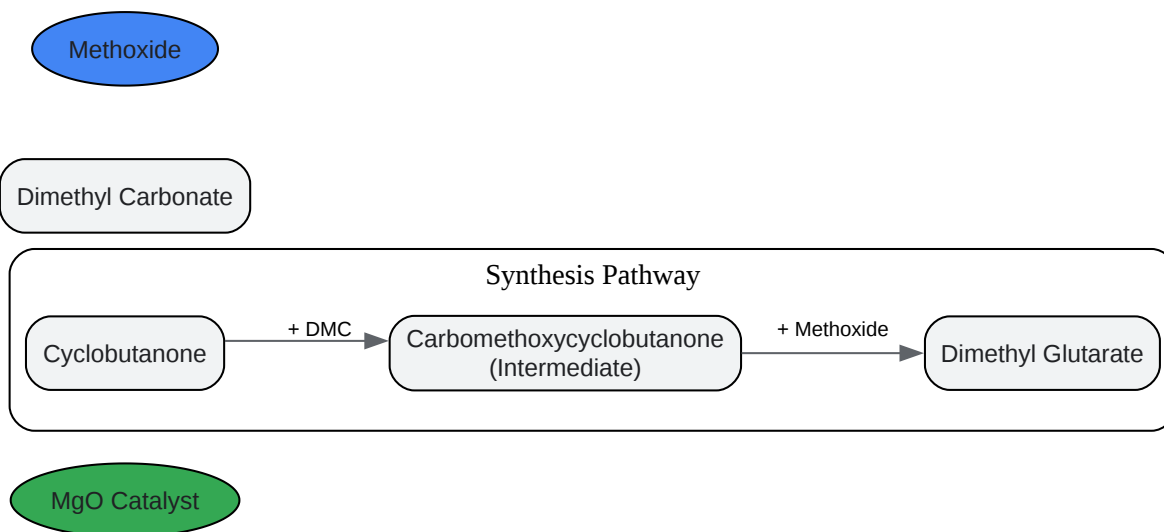 Methoxide
Dimethyl Carbonate
Synthesis Pathway
Cyclobutanone
+ DMC
Carbomethoxycyclobutanone
(Intermediate)
+ Methoxide
Dimethyl Glutarate
MgO Catalyst